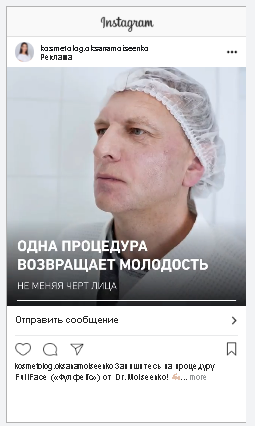 Instagram
kosmetolog.oksanamoiseenko
Реклама
ОДНА ПРОЦЕДУРА
ВОЗВРАЩАЕТ МОЛОДОСТЬ
НЕ МЕНЯЯ ЧЕРТ ЛИЦА
Отправить сообщение
kosmetolog.oksanamoiseenko Запишитесь на процедуру
FullFace («Фулфейс») от Dr. Moiseenko! ... more